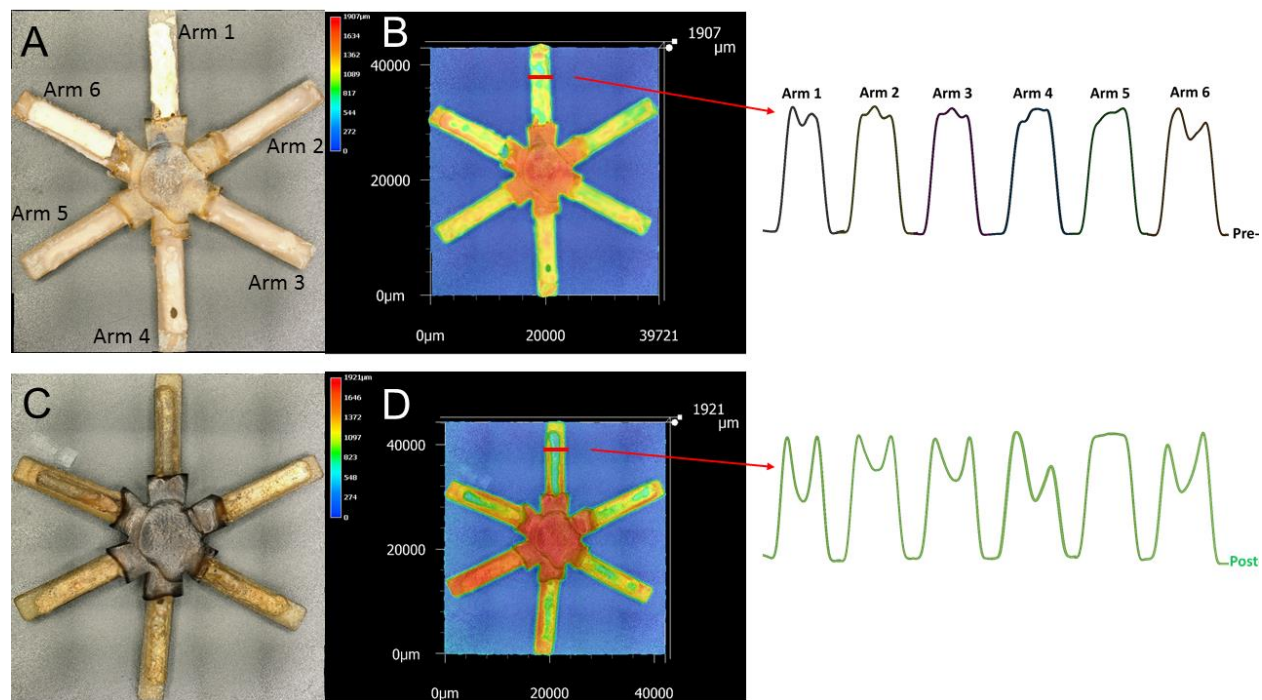 A
Arm 1
Arm 6
Arm 2
Arm 5
Arm 3
Arm 4
B
1907μm
1634
1362
1089
817
544
272
0
1907
μm
40000
20000
0μm
0μm
20000
39721
Arm 1 Arm 2 Arm 3 Arm 4 Arm 5 Arm 6
Pre-
C
D
1921μm
1646
1372
1097
823
548
274
0
1921
μm
40000
20000
0μm
0μm
20000
40000
Post